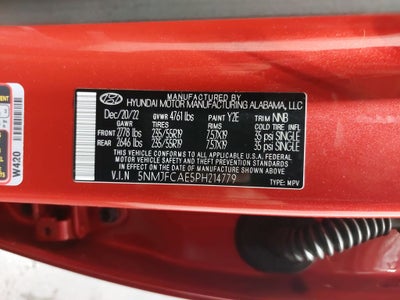 MANUFACTURED BY
HYUNDAI MOTOR MANUFACTURING ALABAMA, LLC
Dec/20/22 GVWR 4761 lbs PAINT Y2E TRIM NNB
GAWR TIRES RIMS COLD TIRE
FRONT 2778 lbs 235/55R19 7.5JX19 35 psi SINGLE
REAR 2646 lbs 235/55R19 7.5JX19 35 psi SINGLE
THIS VEHICLE CONFORMS TO ALL APPLICABLE U.S.A. FEDERAL MOTOR
VEHICLE SAFETY BUMPER AND THEFT PREVENTION STANDARDS
IN EFFECT ON THE DATE OF MANUFACTURE SHOWN ABOVE.
V.I.N 5NMJFCAE5PH214779
TYPE: MPV
W420